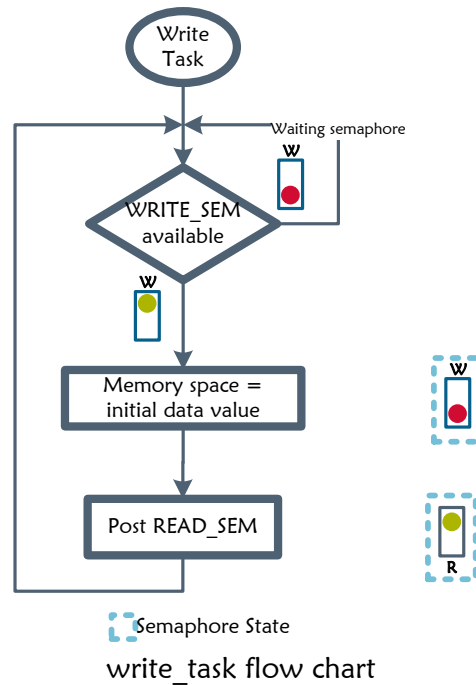 Write
Task
Waiting semaphore
W
WRITE_SEM
available
W
Memory space =
initial data value
W
Post READ_SEM
R
Semaphore State
write_task flow chart